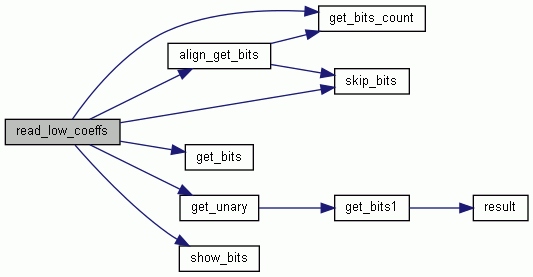 get_bits_count
align_get_bits
skip_bits
read_low_coeffs
get_bits
get_unary
get_bits1
result
show_bits